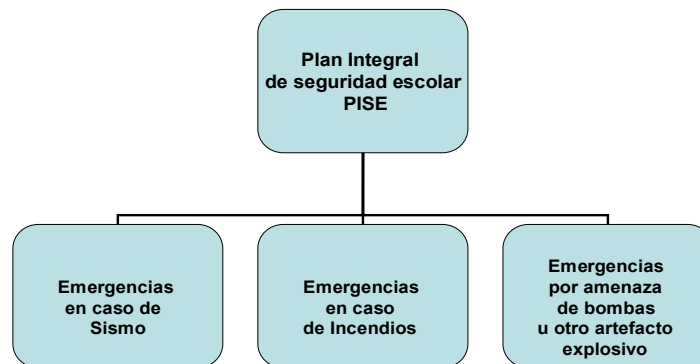 Plan Integral
de seguridad escolar
PISE
Emergencias
en caso de
Sismo
Emergencias
en caso
de Incendios
Emergencias
por amenaza
de bombas
u otro artefacto
explosivo